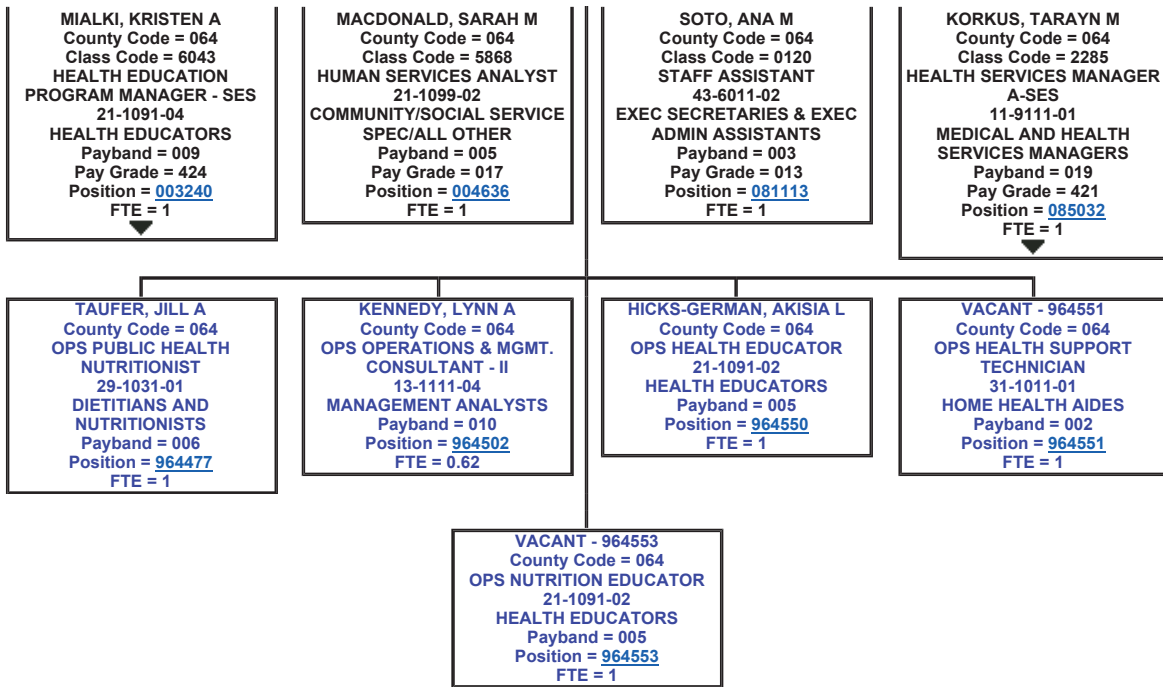 MIALKI, KRISTEN A
County Code = 064
Class Code = 6043
HEALTH EDUCATION
PROGRAM MANAGER - SES
21-1091-04
HEALTH EDUCATORS
Payband = 009
Pay Grade = 424
Position = 003240
FTE = 1
MACDONALD, SARAH M
County Code = 064
Class Code = 5868
HUMAN SERVICES ANALYST
21-1099-02
COMMUNITY/SOCIAL SERVICE
SPEC/ALL OTHER
Payband = 005
Pay Grade = 017
Position = 004636
FTE = 1
SOTO, ANA M
County Code = 064
Class Code = 0120
STAFF ASSISTANT
43-6011-02
EXEC SECRETARIES & EXEC
ADMIN ASSISTANTS
Payband = 003
Pay Grade = 013
Position = 081113
FTE = 1
KORKUS, TARAYN M
County Code = 064
Class Code = 2285
HEALTH SERVICES MANAGER
A-SES
11-9111-01
MEDICAL AND HEALTH
SERVICES MANAGERS
Payband = 019
Pay Grade = 421
Position = 085032
FTE = 1
TAUFER, JILL A
County Code = 064
OPS PUBLIC HEALTH
NUTRITIONIST
29-1031-01
DIETITIANS AND
NUTRITIONISTS
Payband = 006
Position = 964477
FTE = 1
KENNEDY, LYNN A
County Code = 064
OPS OPERATIONS & MGMT.
CONSULTANT - II
13-1111-04
MANAGEMENT ANALYSTS
Payband = 010
Position = 964502
FTE = 0.62
HICKS-GERMAN, AKISIA L
County Code = 064
OPS HEALTH EDUCATOR
21-1091-02
HEALTH EDUCATORS
Payband = 005
Position = 964550
FTE = 1
VACANT - 964551
County Code = 064
OPS HEALTH SUPPORT
TECHNICIAN
31-1011-01
HOME HEALTH AIDES
Payband = 002
Position = 964551
FTE = 1
VACANT - 964553
County Code = 064
OPS NUTRITION EDUCATOR
21-1091-02
HEALTH EDUCATORS
Payband = 005
Position = 964553
FTE = 1